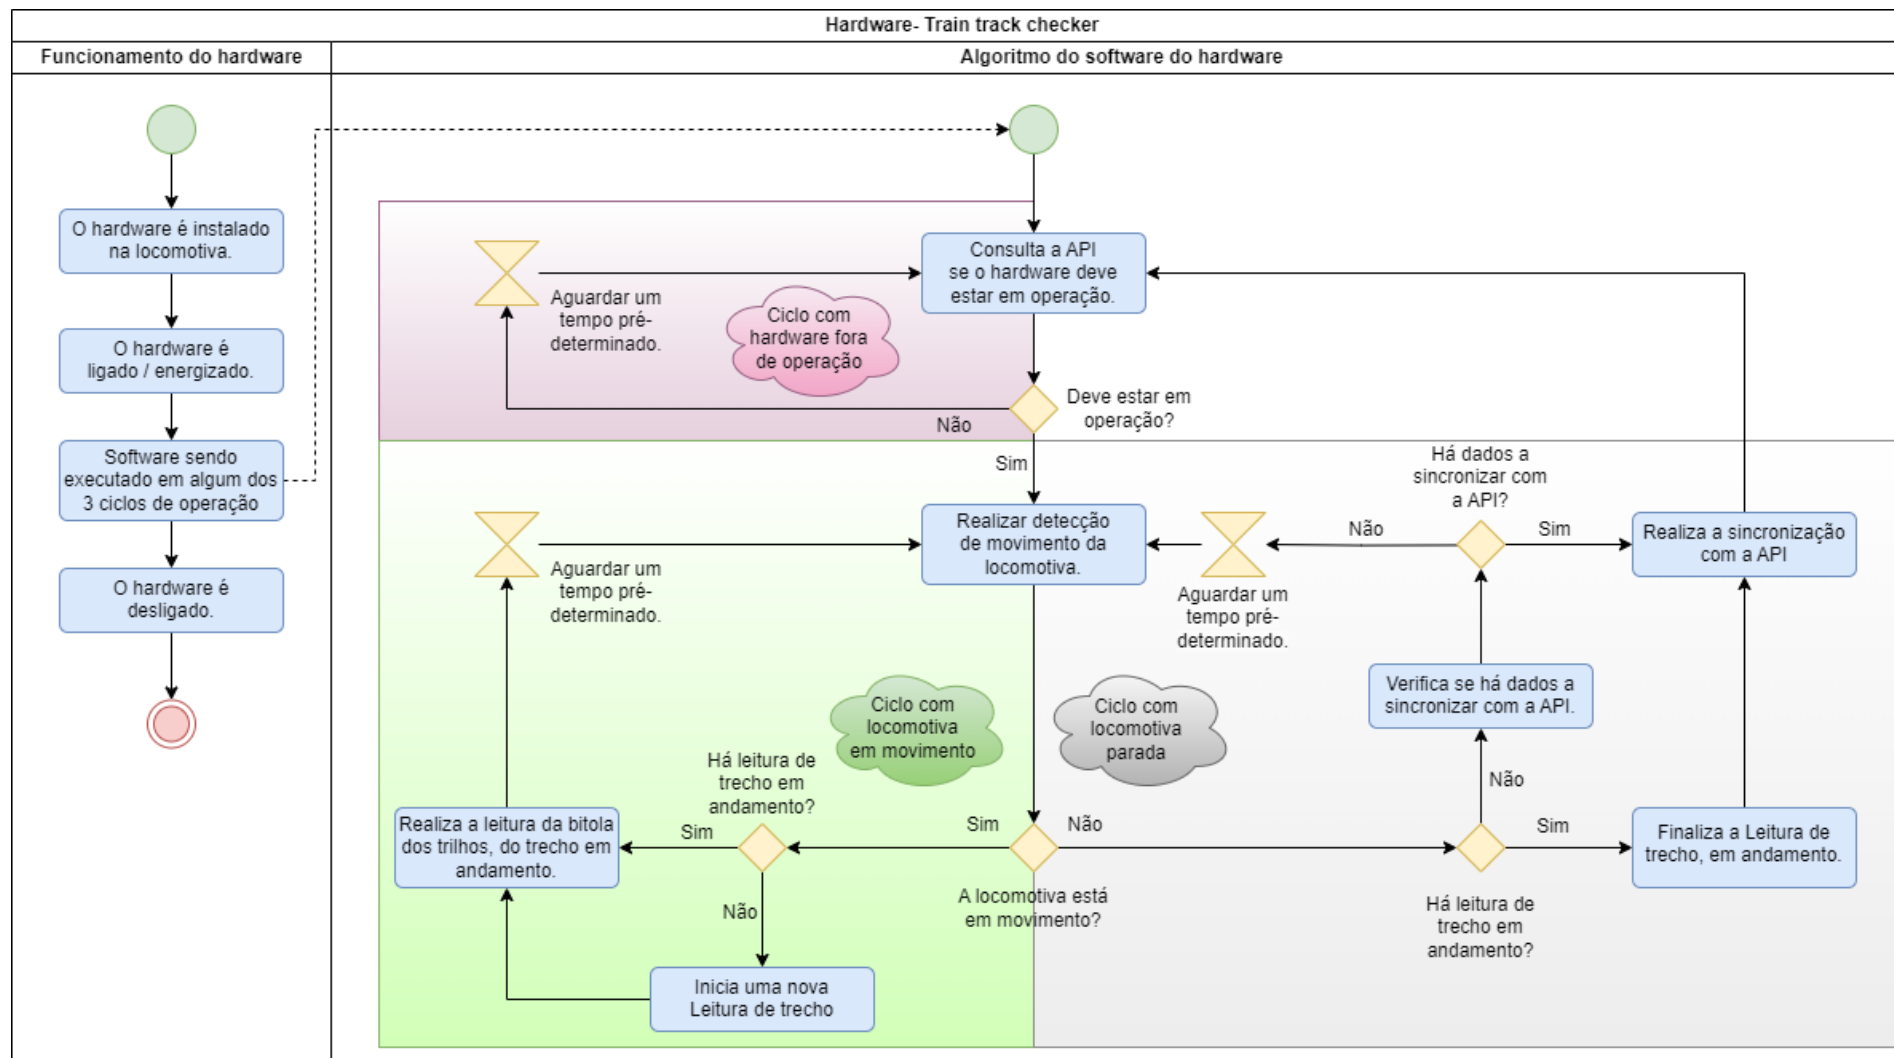 Hardware- Train track checker
Funcionamento do hardware
Algoritmo do software do hardware
O hardware é instalado
na locomotiva.
O hardware é
ligado / energizado.
Software sendo
executado em algum dos
3 ciclos de operação
O hardware é
desligado.
Consulta a API
se o hardware deve
estar em operação.
Aguardar um
tempo pré-
determinado.
Ciclo com
hardware fora
de operação
Deve estar em
operação?
Não
Sim
Realizar detecção
de movimento da
locomotiva.
Aguardar um
tempo pré-
determinado.
Aguardar um
tempo pré-
determinado.
Não
Há dados a
sincronizar com
a API?
Sim
Realiza a sincronização
com a API
Verifica se há dados a
sincronizar com a API.
Ciclo com
locomotiva
em movimento
Ciclo com
locomotiva
parada
Há leitura de
trecho em
andamento?
Não
Realiza a leitura da bitola
dos trilhos, do trecho em
andamento.
Sim
Sim
Não
Sim
Finaliza a Leitura de
trecho, em andamento.
A locomotiva está
em movimento?
Há leitura de
trecho em
andamento?
Não
Inicia uma nova
Leitura de trecho